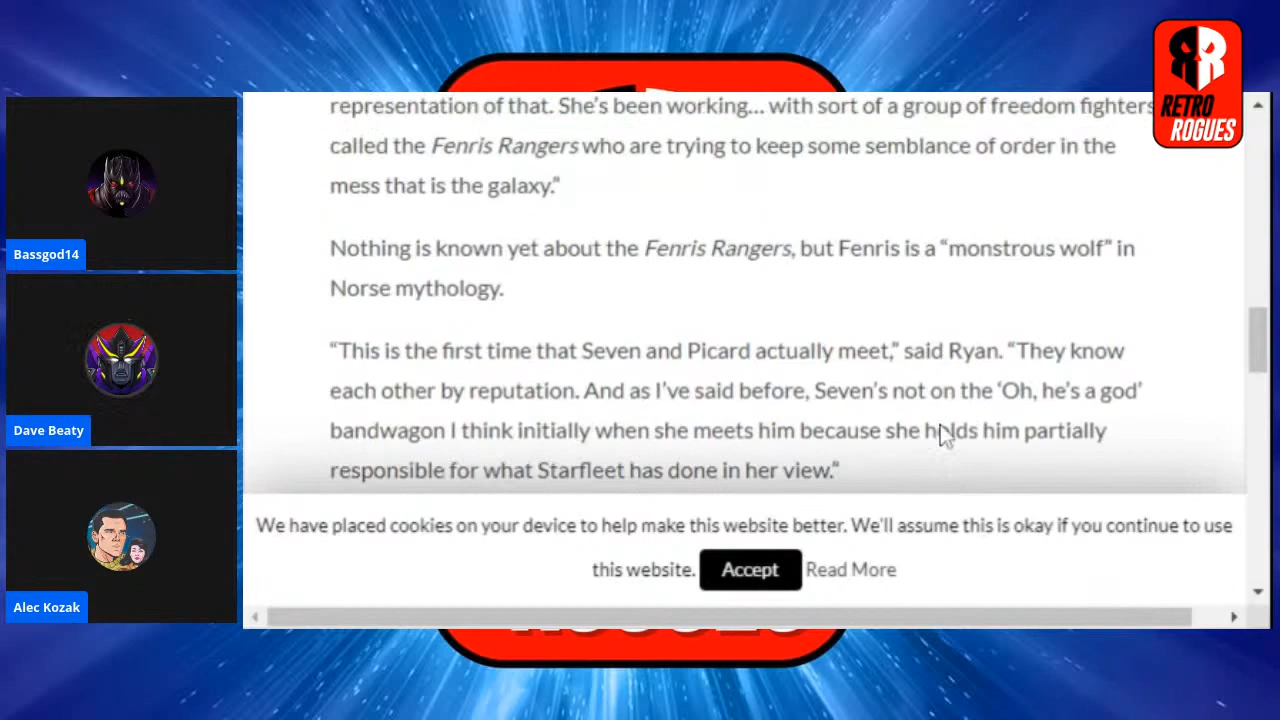 representation of that. She’s been working... with sort of a group of freedom fighters
called the Fenris Rangers who are trying to keep some semblance of order in the
mess that is the galaxy.”
Nothing is known yet about the Fenris Rangers, but Fenris is a “monstrous wolf” in
Norse mythology.
“This is the first time that Seven and Picard actually meet,” said Ryan. “They know
each other by reputation. And as I’ve said before, Seven’s not on the ‘Oh, he’s a god’
bandwagon I think initially when she meets him because she holds him partially
responsible for what Starfleet has done in her view.”
We have placed cookies on your device to help make this website better. We'll assume this is okay if you continue to use
this website. Accept Read More
Bassgod14
Dave Beaty
Alec Kozak
RETRO
ROGUES